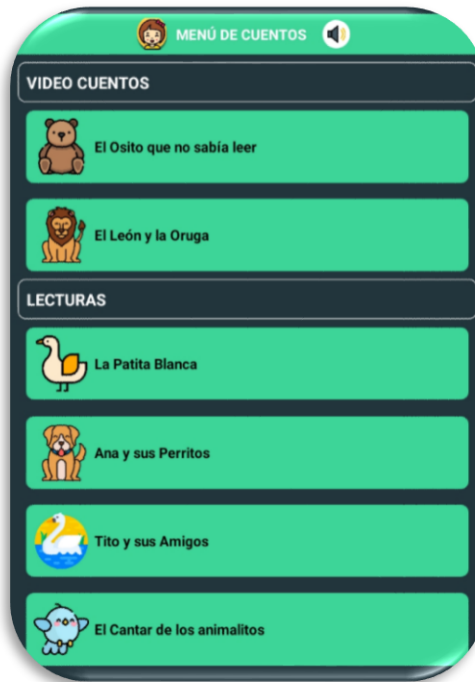 MENÚ DE CUENTOS
VIDEO CUENTOS
El Osito que no sabía leer
El León y la Oruga
LECTURAS
La Patita Blanca
Ana y sus Perritos
Tito y sus Amigos
El Cantar de los animalitos